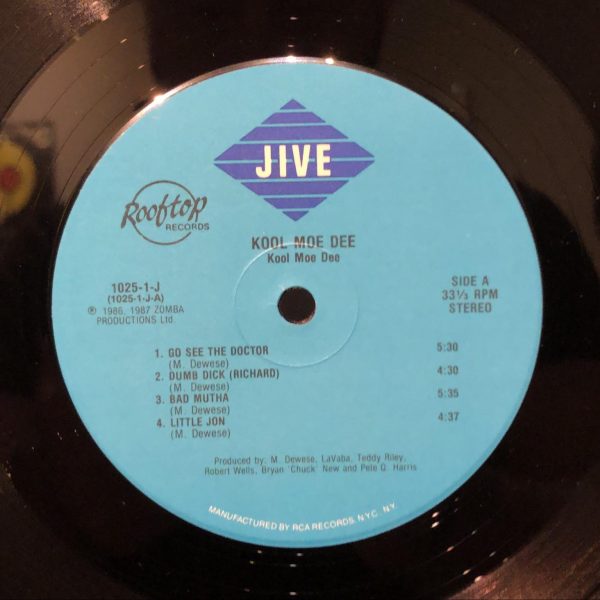 JIVE
Rooftop
RECORDS
KOOL MOE DEE
Kool Moe Dee
1025-1-J
(1025-1-J-A)
℗ 1986, 1987 ZOMBA
PRODUCTIONS Ltd.
SIDE A
33⅓ RPM
STEREO
1. GO SEE THE DOCTOR 5:30
(M. Dewese)
2. DUMB DICK (RICHARD) 4:30
(M. Dewese)
3. BAD MUTHA 5:35
(M. Dewese)
4. LITTLE JON 4:37
(M. Dewese)
Produced by: M. Dewese, LaVaba, Teddy Riley,
Robert Wells, Bryan "Chuck" New and Pete Q. Harris
MANUFACTURED BY RCA RECORDS, N.Y.C. N.Y.